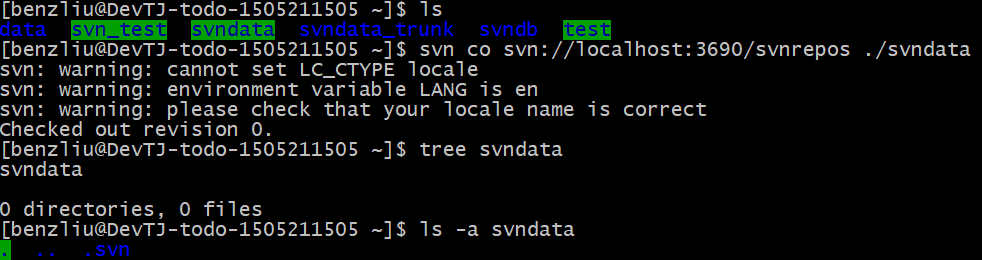 [benzliu@DevTJ-todo-1505211505 ~]$ ls
data svn_test svndata svndata_trunk svndb test
[benzliu@DevTJ-todo-1505211505 ~]$ svn co svn://localhost:3690/svnrepos ./svndata
svn: warning: cannot set LC_CTYPE locale
svn: warning: environment variable LANG is en
svn: warning: please check that your locale name is correct
Checked out revision 0.
[benzliu@DevTJ-todo-1505211505 ~]$ tree svndata
svndata
0 directories, 0 files
[benzliu@DevTJ-todo-1505211505 ~]$ ls -a svndata
. .. .svn